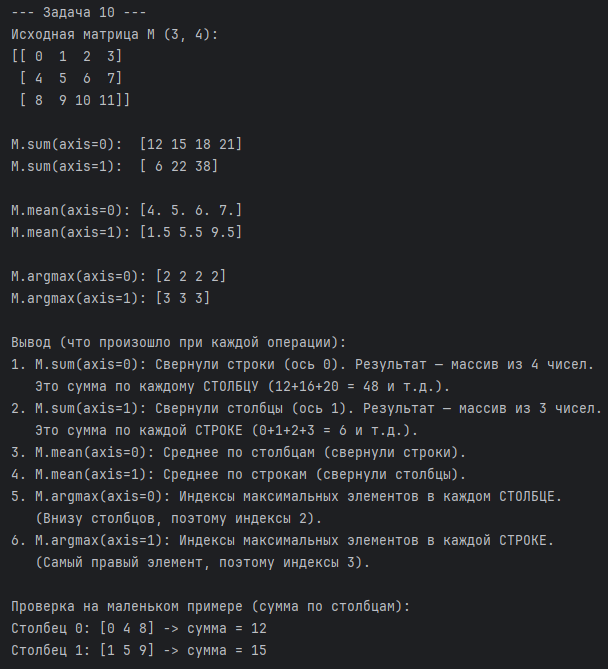 --- Задача 10 ---
Исходная матрица M (3, 4):
[[ 0  1  2  3]
 [ 4  5  6  7]
 [ 8  9 10 11]]
M.sum(axis=0):  [12 15 18 21]
M.sum(axis=1):  [ 6 22 38]
M.mean(axis=0): [4. 5. 6. 7.]
M.mean(axis=1): [1.5 5.5 9.5]
M.argmax(axis=0): [2 2 2 2]
M.argmax(axis=1): [3 3 3]
Вывод (что произошло при каждой операции):
1. M.sum(axis=0): Свернули строки (ось 0). Результат — массив из 4 чисел.
   Это сумма по каждому СТОЛБЦУ (12+16+20 = 48 и т.д.).
2. M.sum(axis=1): Свернули столбцы (ось 1). Результат — массив из 3 чисел.
   Это сумма по каждой СТРОКЕ (0+1+2+3 = 6 и т.д.).
3. M.mean(axis=0): Среднее по столбцам (свернули строки).
4. M.mean(axis=1): Среднее по строкам (свернули столбцы).
5. M.argmax(axis=0): Индексы максимальных элементов в каждом СТОЛБЦЕ.
   (Внизу столбцов, поэтому индексы 2).
6. M.argmax(axis=1): Индексы максимальных элементов в каждой СТРОКЕ.
   (Самый правый элемент, поэтому индексы 3).
Проверка на маленьком примере (сумма по столбцам):
Столбец 0: [0 4 8] -> сумма = 12
Столбец 1: [1 5 9] -> сумма = 15